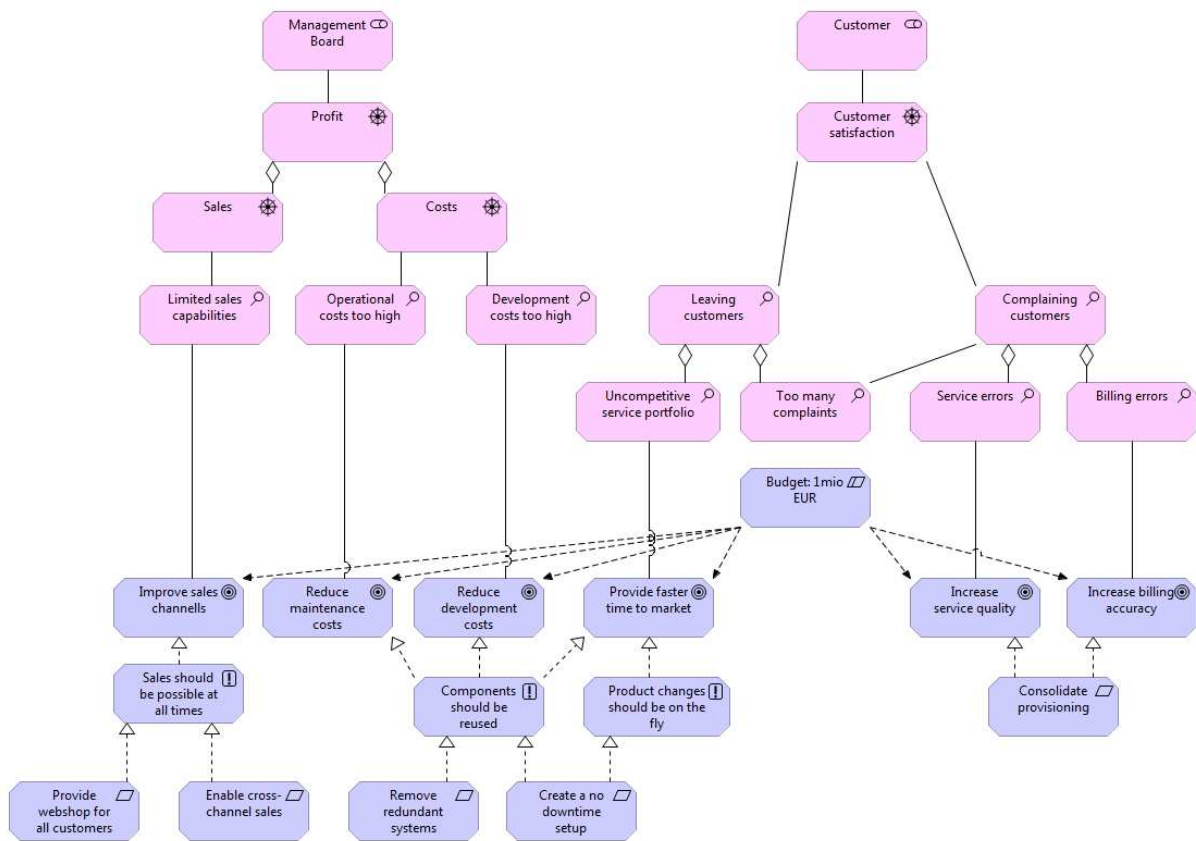 Management
Board
Customer
Profit
Customer
satisfaction
Sales
Costs
Limited sales
capabilities
Operational
costs too high
Development
costs too high
Leaving
customers
Complaining
customers
Uncompetitive
service portfolio
Too many
complaints
Service errors
Billing errors
Budget: 1mio
EUR
Improve sales
channells
Reduce
maintenance
costs
Reduce
development
costs
Provide faster
time to market
Increase
service quality
Increase billing
accuracy
Sales should
be possible at
all times
Components
should be
reused
Product changes
should be on the
fly
Consolidate
provisioning
Provide
webshop for
all customers
Enable cross-
channel sales
Remove
redundant
systems
Create a no
downtime
setup